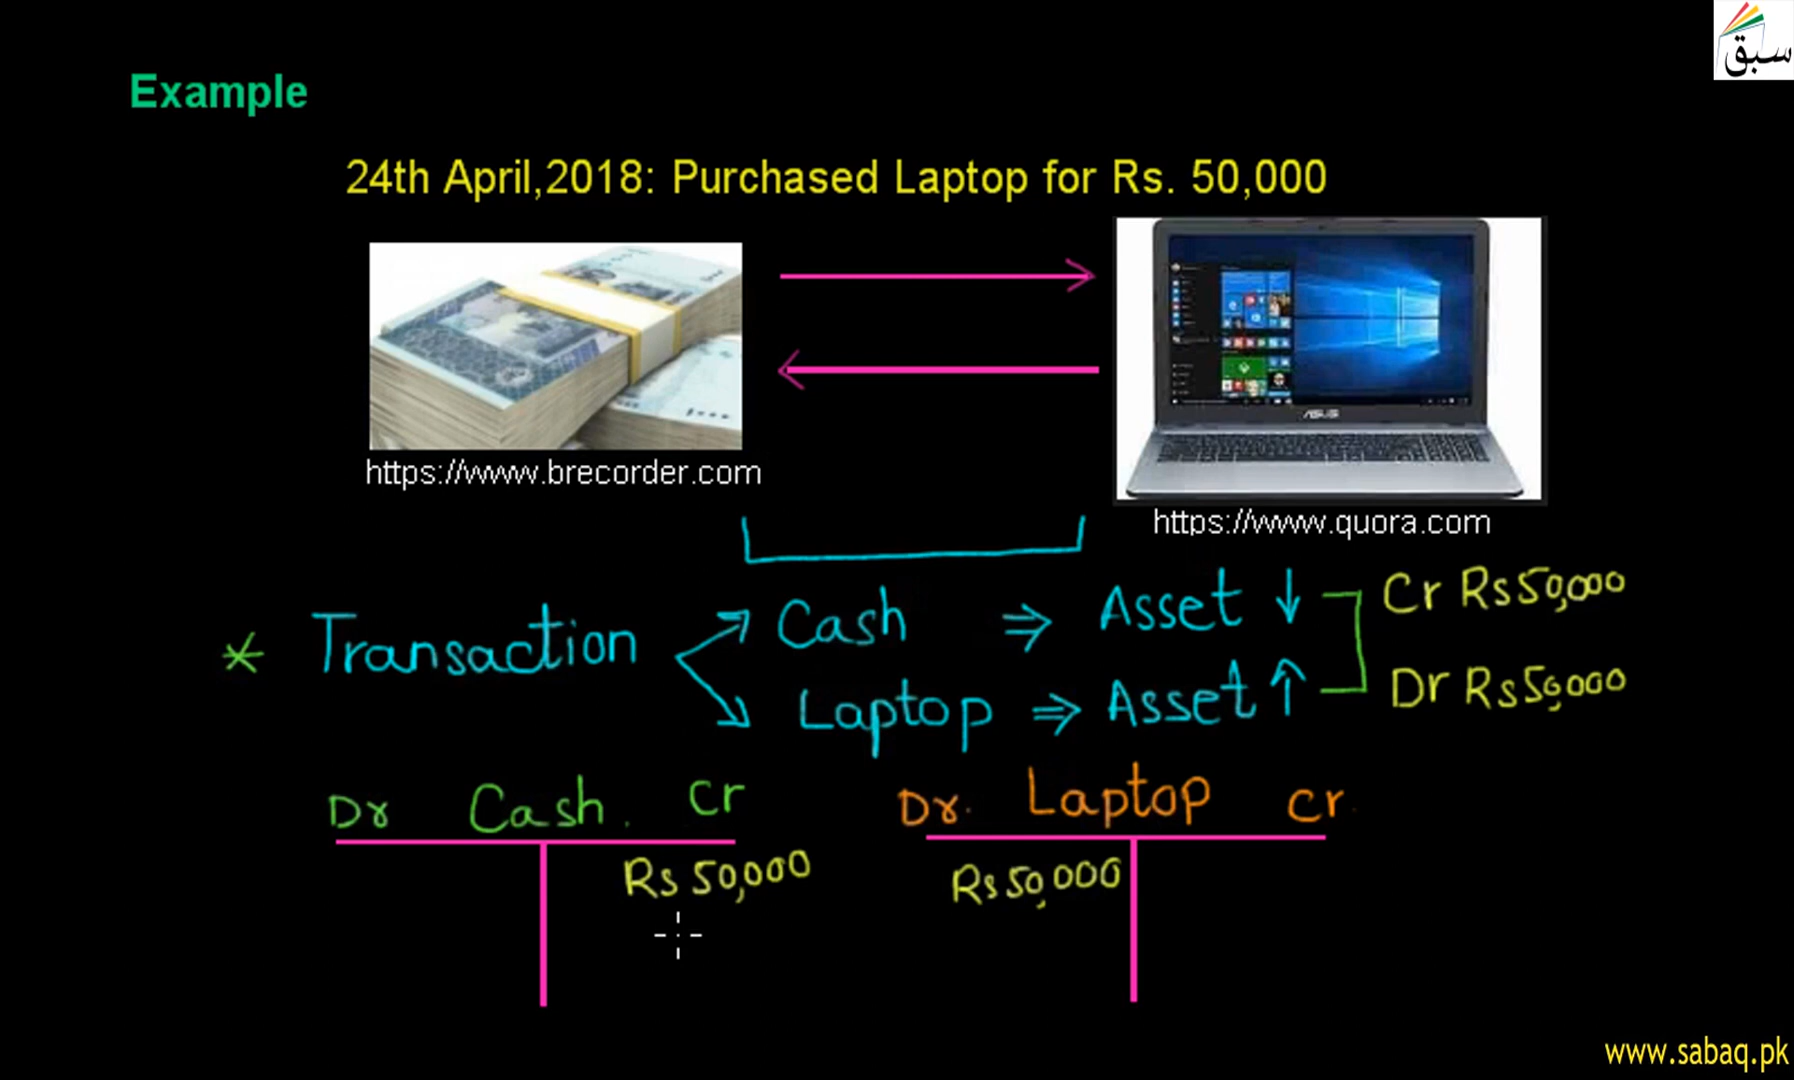 سبق
Example
24th April,2018: Purchased Laptop for Rs. 50,000
ASUS
https://www.brecorder.com
https://www.quora.com
* Transaction
Cash ⇒ Asset ↓ Cr Rs 50,000
Laptop ⇒ Asset ↑ Dr Rs 50,000
Dr Cash. Cr
Rs 50,000
Dr. Laptop Cr.
Rs 50,000
www.sabaq.pk